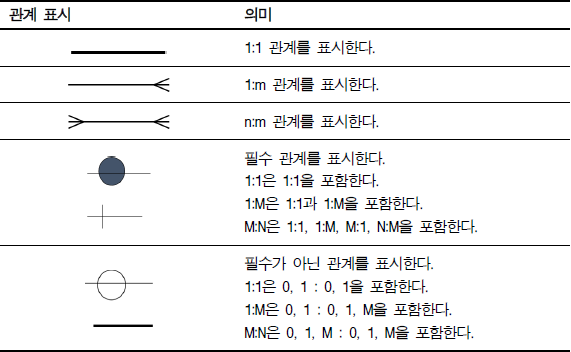 관계 표시 의미
1:1 관계를 표시한다.
1:m 관계를 표시한다.
n:m 관계를 표시한다.
필수 관계를 표시한다.
1:1은 1:1을 포함한다.
1:M은 1:1과 1:M을 포함한다.
M:N은 1:1, 1:M, M:1, N:M을 포함한다.
필수가 아닌 관계를 표시한다.
1:1은 0, 1 : 0, 1을 포함한다.
1:M은 0, 1 : 0, 1, M을 포함한다.
M:N은 0, 1, M : 0, 1, M을 포함한다.